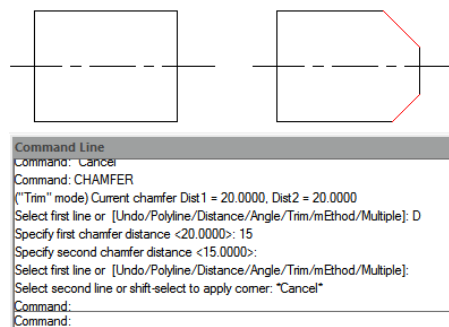 Command Line
Command: *Cancel*
Command: CHAMFER
("Trim" mode) Current chamfer Dist1 = 20.0000, Dist2 = 20.0000
Select first line or [Undo/Polyline/Distance/Angle/Trim/mEthod/Multiple]: D
Specify first chamfer distance <20.0000>: 15
Specify second chamfer distance <15.0000>:
Select first line or [Undo/Polyline/Distance/Angle/Trim/mEthod/Multiple]:
Select second line or shift-select to apply corner: *Cancel*
Command:
Command: